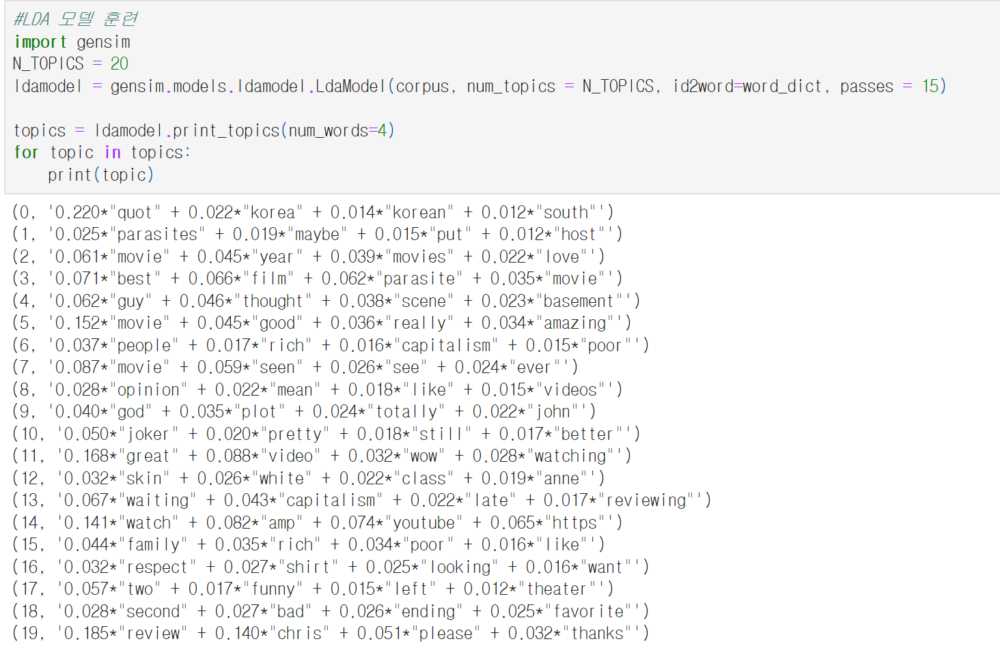 #LDA 모델 훈련
import gensim
N_TOPICS = 20
ldamodel = gensim.models.ldamodel.LdaModel(corpus, num_topics = N_TOPICS, id2word=word_dict, passes = 15)
topics = ldamodel.print_topics(num_words=4)
for topic in topics:
    print(topic)
(0, '0.220*"quot" + 0.022*"korea" + 0.014*"korean" + 0.012*"south"')
(1, '0.025*"parasites" + 0.019*"maybe" + 0.015*"put" + 0.012*"host"')
(2, '0.061*"movie" + 0.045*"year" + 0.039*"movies" + 0.022*"love"')
(3, '0.071*"best" + 0.066*"film" + 0.062*"parasite" + 0.035*"movie"')
(4, '0.062*"guy" + 0.046*"thought" + 0.038*"scene" + 0.023*"basement"')
(5, '0.152*"movie" + 0.045*"good" + 0.036*"really" + 0.034*"amazing"')
(6, '0.037*"people" + 0.017*"rich" + 0.016*"capitalism" + 0.015*"poor"')
(7, '0.087*"movie" + 0.059*"seen" + 0.026*"see" + 0.024*"ever"')
(8, '0.028*"opinion" + 0.022*"mean" + 0.018*"like" + 0.015*"videos"')
(9, '0.040*"god" + 0.035*"plot" + 0.024*"totally" + 0.022*"john"')
(10, '0.050*"joker" + 0.020*"pretty" + 0.018*"still" + 0.017*"better"')
(11, '0.168*"great" + 0.088*"video" + 0.032*"wow" + 0.028*"watching"')
(12, '0.032*"skin" + 0.026*"white" + 0.022*"class" + 0.019*"anne"')
(13, '0.067*"waiting" + 0.043*"capitalism" + 0.022*"late" + 0.017*"reviewing"')
(14, '0.141*"watch" + 0.082*"amp" + 0.074*"youtube" + 0.065*"https"')
(15, '0.044*"family" + 0.035*"rich" + 0.034*"poor" + 0.016*"like"')
(16, '0.032*"respect" + 0.027*"shirt" + 0.025*"looking" + 0.016*"want"')
(17, '0.057*"two" + 0.017*"funny" + 0.015*"left" + 0.012*"theater"')
(18, '0.028*"second" + 0.027*"bad" + 0.026*"ending" + 0.025*"favorite"')
(19, '0.185*"review" + 0.140*"chris" + 0.051*"please" + 0.032*"thanks"')